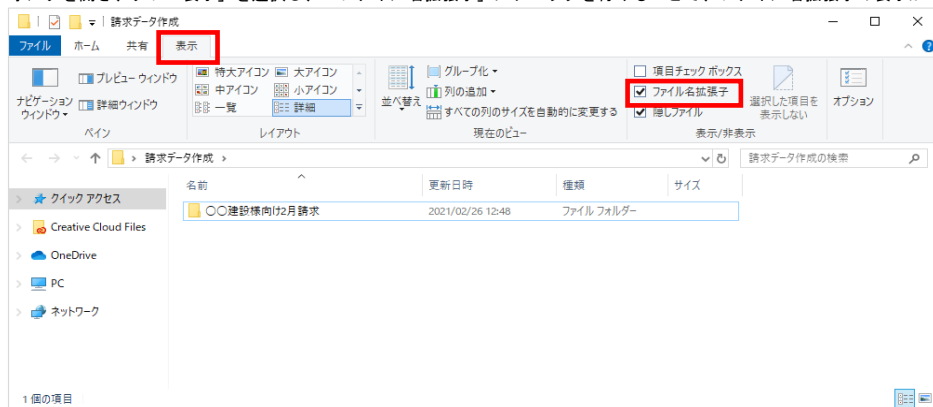 請求データ作成
ファイル ホーム 共有 表示
ナビゲーション ウィンドウ
プレビュー ウィンドウ
詳細ウィンドウ
ペイン
特大アイコン 大アイコン
中アイコン 小アイコン
一覧 詳細
レイアウト
並べ替え
グループ化
列の追加
すべての列のサイズを自動的に変更する
現在のビュー
項目チェック ボックス
ファイル名拡張子
隠しファイル
選択した項目を
表示しない
表示/非表示
オプション
請求データ作成
請求データ作成の検索
名前 更新日時 種類 サイズ
〇〇建設様向け2月請求 2021/02/26 12:48 ファイル フォルダー
クイック アクセス
Creative Cloud Files
OneDrive
PC
ネットワーク
1 個の項目